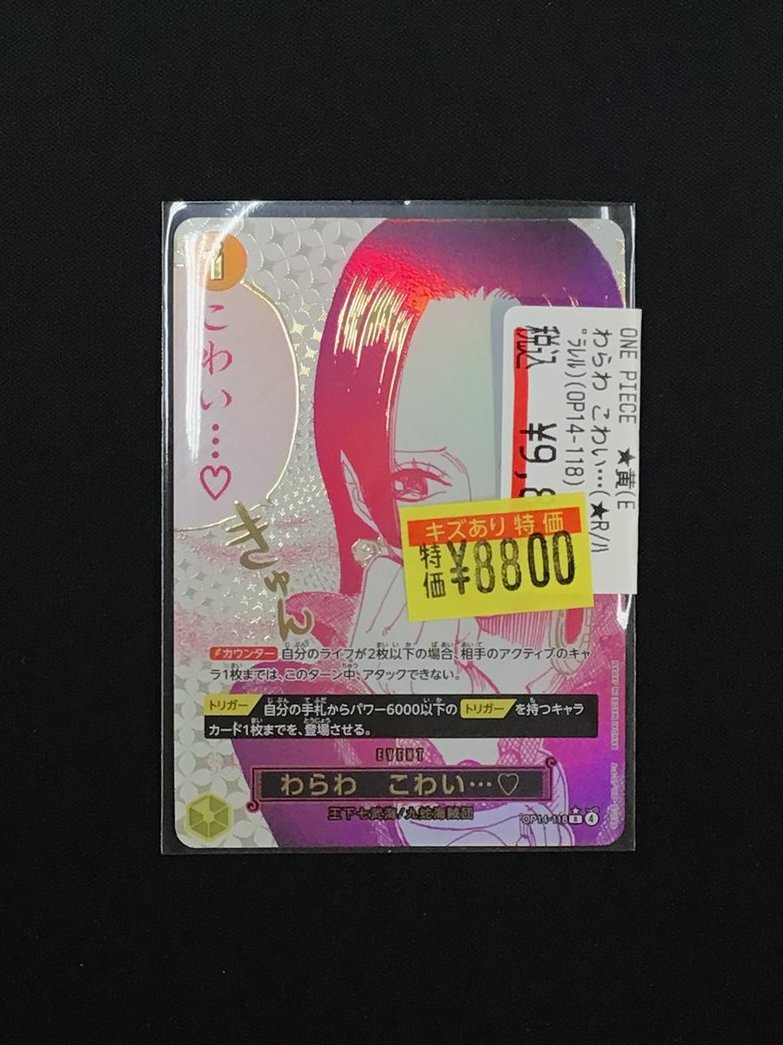 こわい…♡
きゅん
ONE PIECE ★黄(E
わらわ こわい…(★R/ﾊ
ﾟﾗﾚﾙ)(OP14-118)
税込 ¥9,8
キズあり特価
特価 ¥8800
カウンター 自分のライフが2枚以下の場合、相手のアクティブのキャ
ラ1枚までは、このターン中、アタックできない。
トリガー 自分の手札からパワー6000以下の トリガー を持つキャラ
カード1枚までを、登場させる。
EVENT
わらわ こわい…♡
王下七武海/九蛇海賊団
OP14-118 R 4